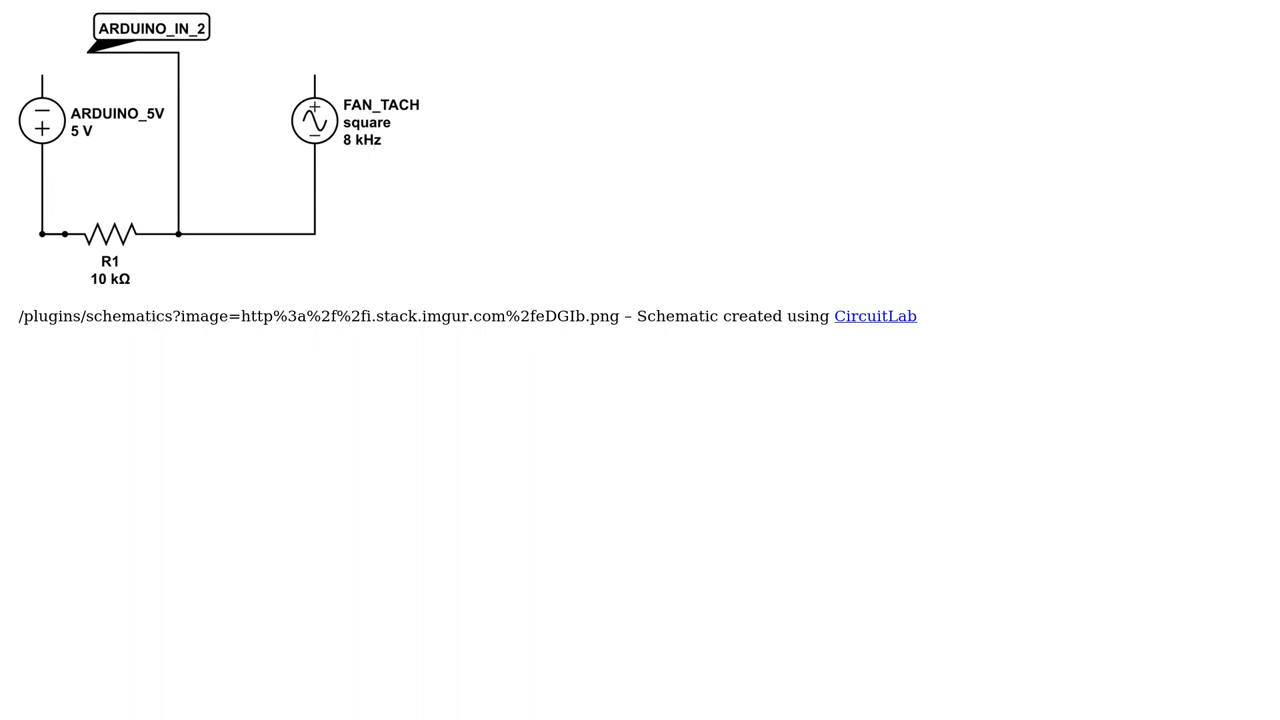 ARDUINO_IN_2
ARDUINO_5V
5 V
FAN_TACH
square
8 kHz
R1
10 kΩ
/plugins/schematics?image=http%3a%2f%2fi.stack.imgur.com%2feDGIb.png – Schematic created using CircuitLab